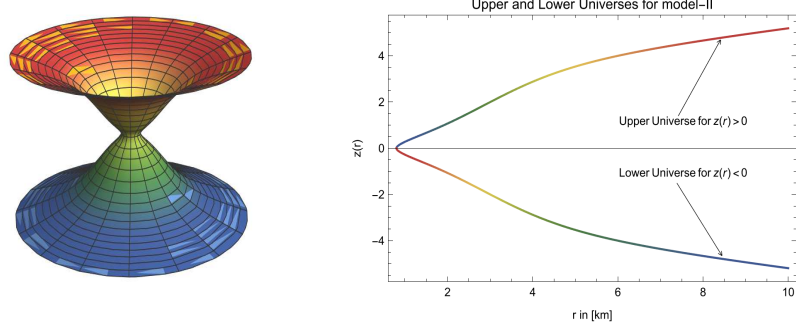 Upper and Lower Universes for model-II
4
2
0
-2
-4
z(r)
Upper Universe for z(r) > 0
Lower Universe for z(r) < 0
2
4
6
8
10
r in [km]